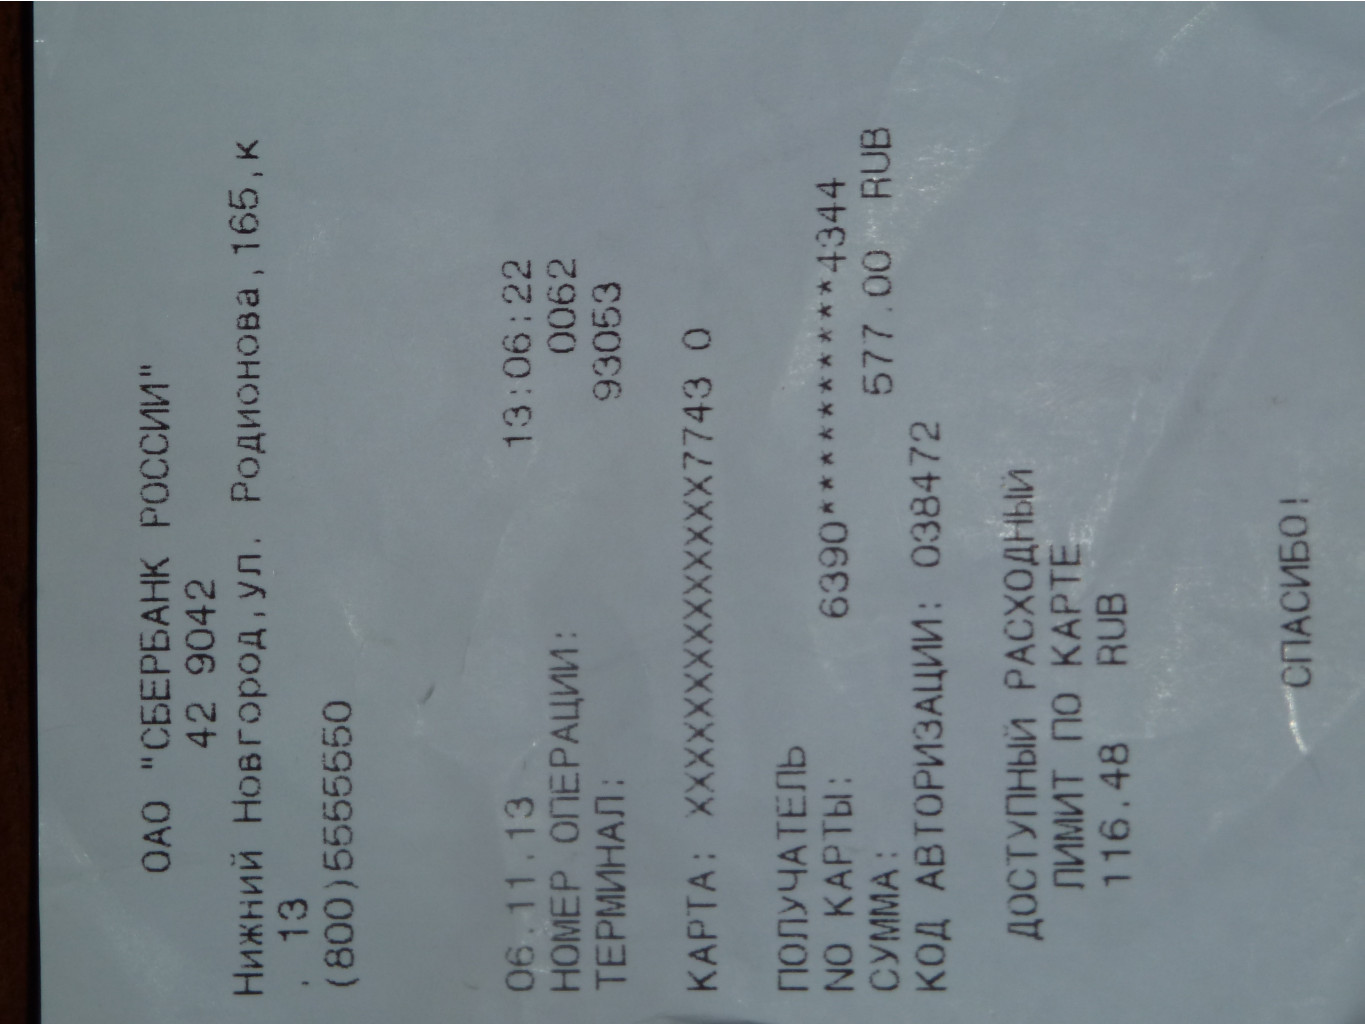 ОАО "СБЕРБАНК РОССИИ"
42 9042
Нижний Новгород,ул. Родионова,165,к
. 13
(800)5555550
06.11.13 13:06:22
НОМЕР ОПЕРАЦИИ: 0062
ТЕРМИНАЛ: 93053
КАРТА: XXXXXXXXXXXXXX7743 0
ПОЛУЧАТЕЛЬ
NO КАРТЫ: 63390*********4344
СУММА: 577.00 RUB
КОД АВТОРИЗАЦИИ: 038472
ДОСТУПНЫЙ РАСХОДНЫЙ
ЛИМИТ ПО КАРТЕ
116.48 RUB
СПАСИБО!